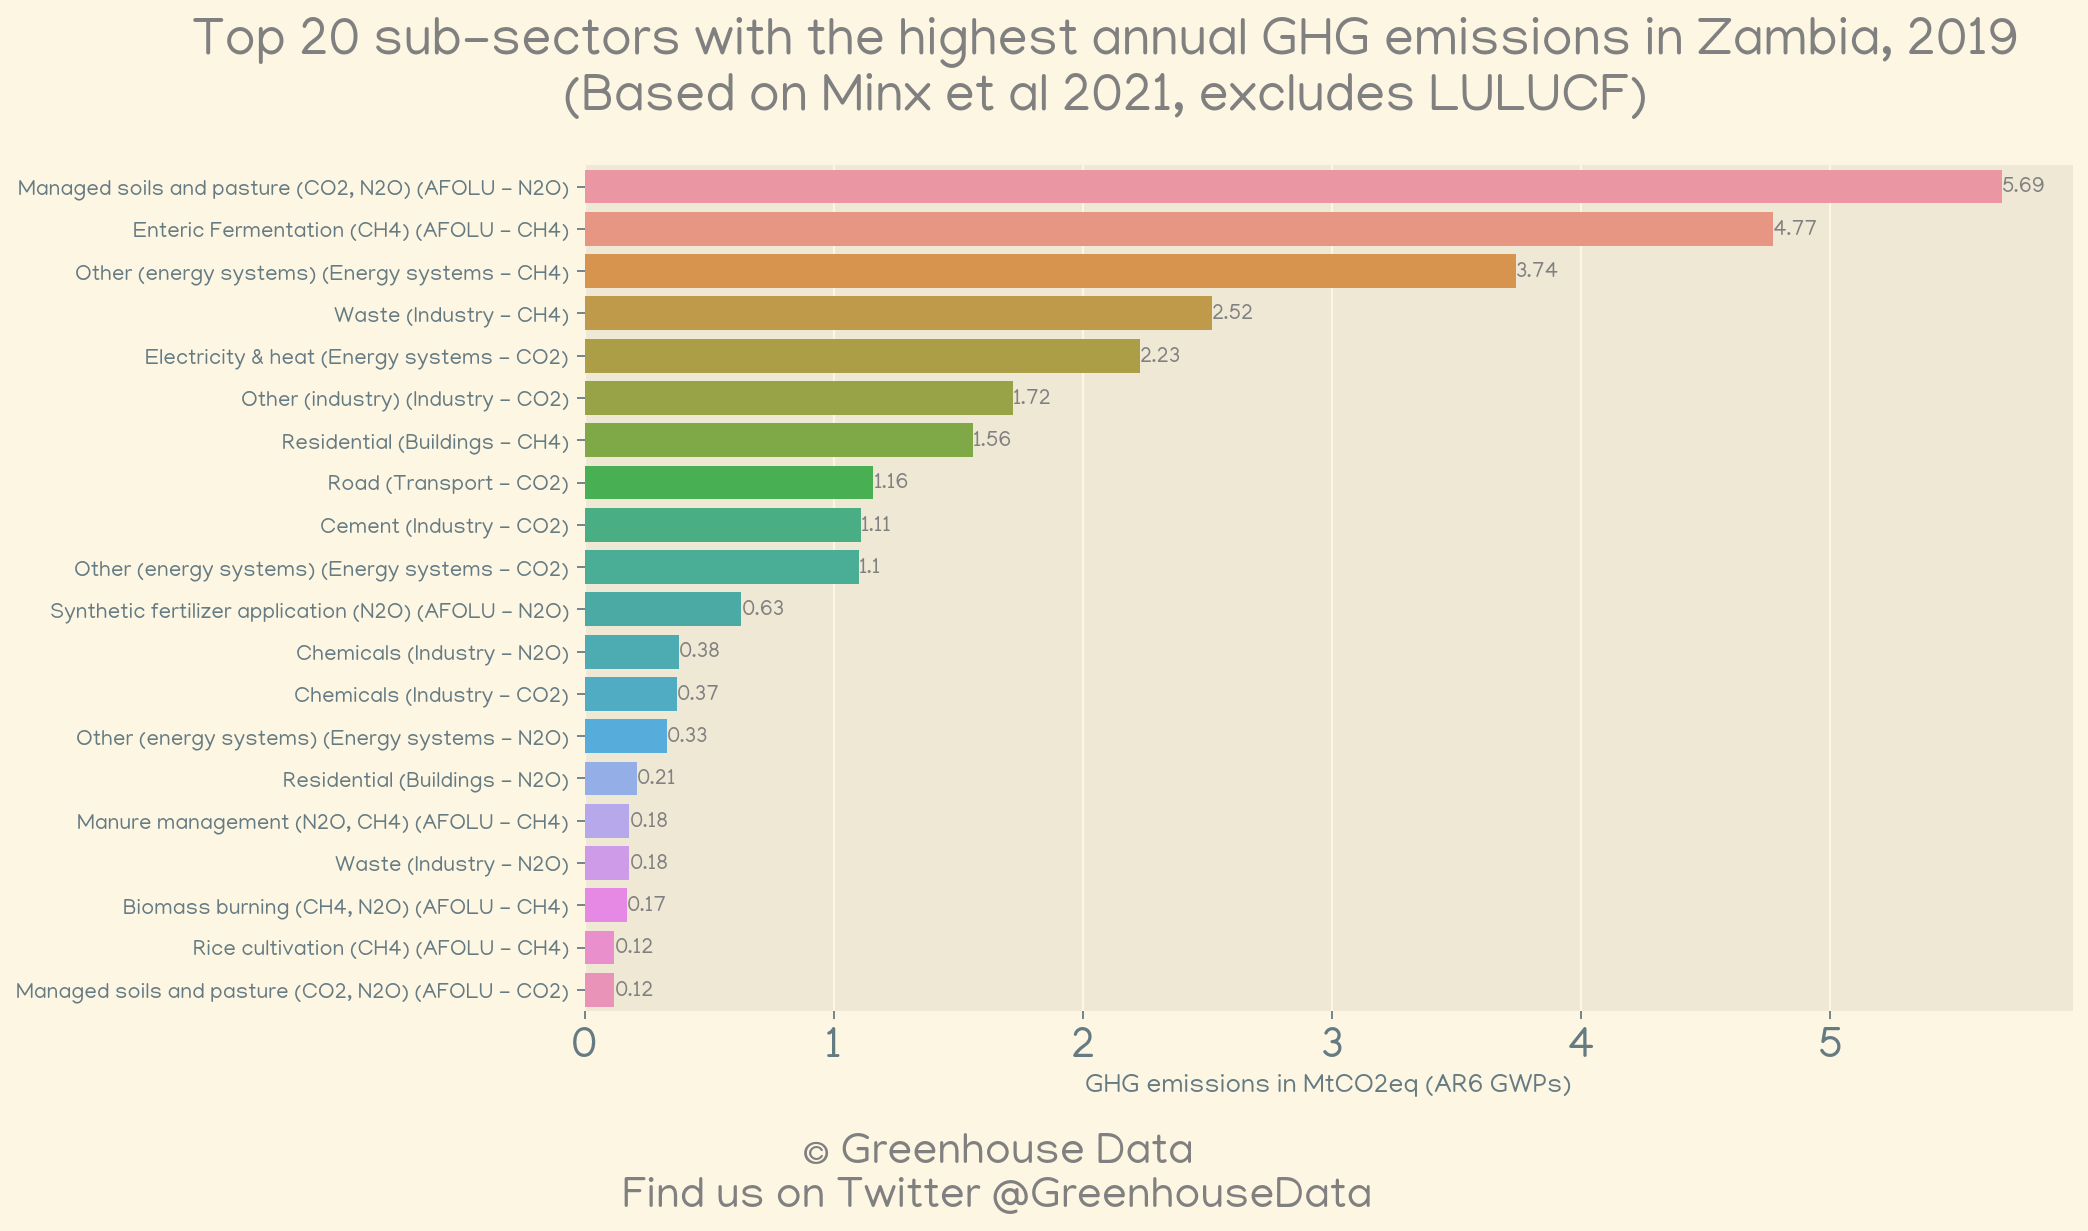 Top 20 sub-sectors with the highest annual GHG emissions in Zambia, 2019
(Based on Minx et al 2021, excludes LULUCF)
Managed soils and pasture (CO2, N2O) (AFOLU - N2O) 5.69
Enteric Fermentation (CH4) (AFOLU - CH4) 4.77
Other (energy systems) (Energy systems - CH4) 3.74
Waste (Industry - CH4) 2.52
Electricity & heat (Energy systems - CO2) 2.23
Other (industry) (Industry - CO2) 1.72
Residential (Buildings - CH4) 1.56
Road (Transport - CO2) 1.16
Cement (Industry - CO2) 1.11
Other (energy systems) (Energy systems - CO2) 1.1
Synthetic fertilizer application (N2O) (AFOLU - N2O) 0.63
Chemicals (Industry - N2O) 0.38
Chemicals (Industry - CO2) 0.37
Other (energy systems) (Energy systems - N2O) 0.33
Residential (Buildings - N2O) 0.21
Manure management (N2O, CH4) (AFOLU - CH4) 0.18
Waste (Industry - N2O) 0.18
Biomass burning (CH4, N2O) (AFOLU - CH4) 0.17
Rice cultivation (CH4) (AFOLU - CH4) 0.12
Managed soils and pasture (CO2, N2O) (AFOLU - CO2) 0.12
0 1 2 3 4 5
GHG emissions in MtCO2eq (AR6 GWPs)
© Greenhouse Data
Find us on Twitter @GreenhouseData